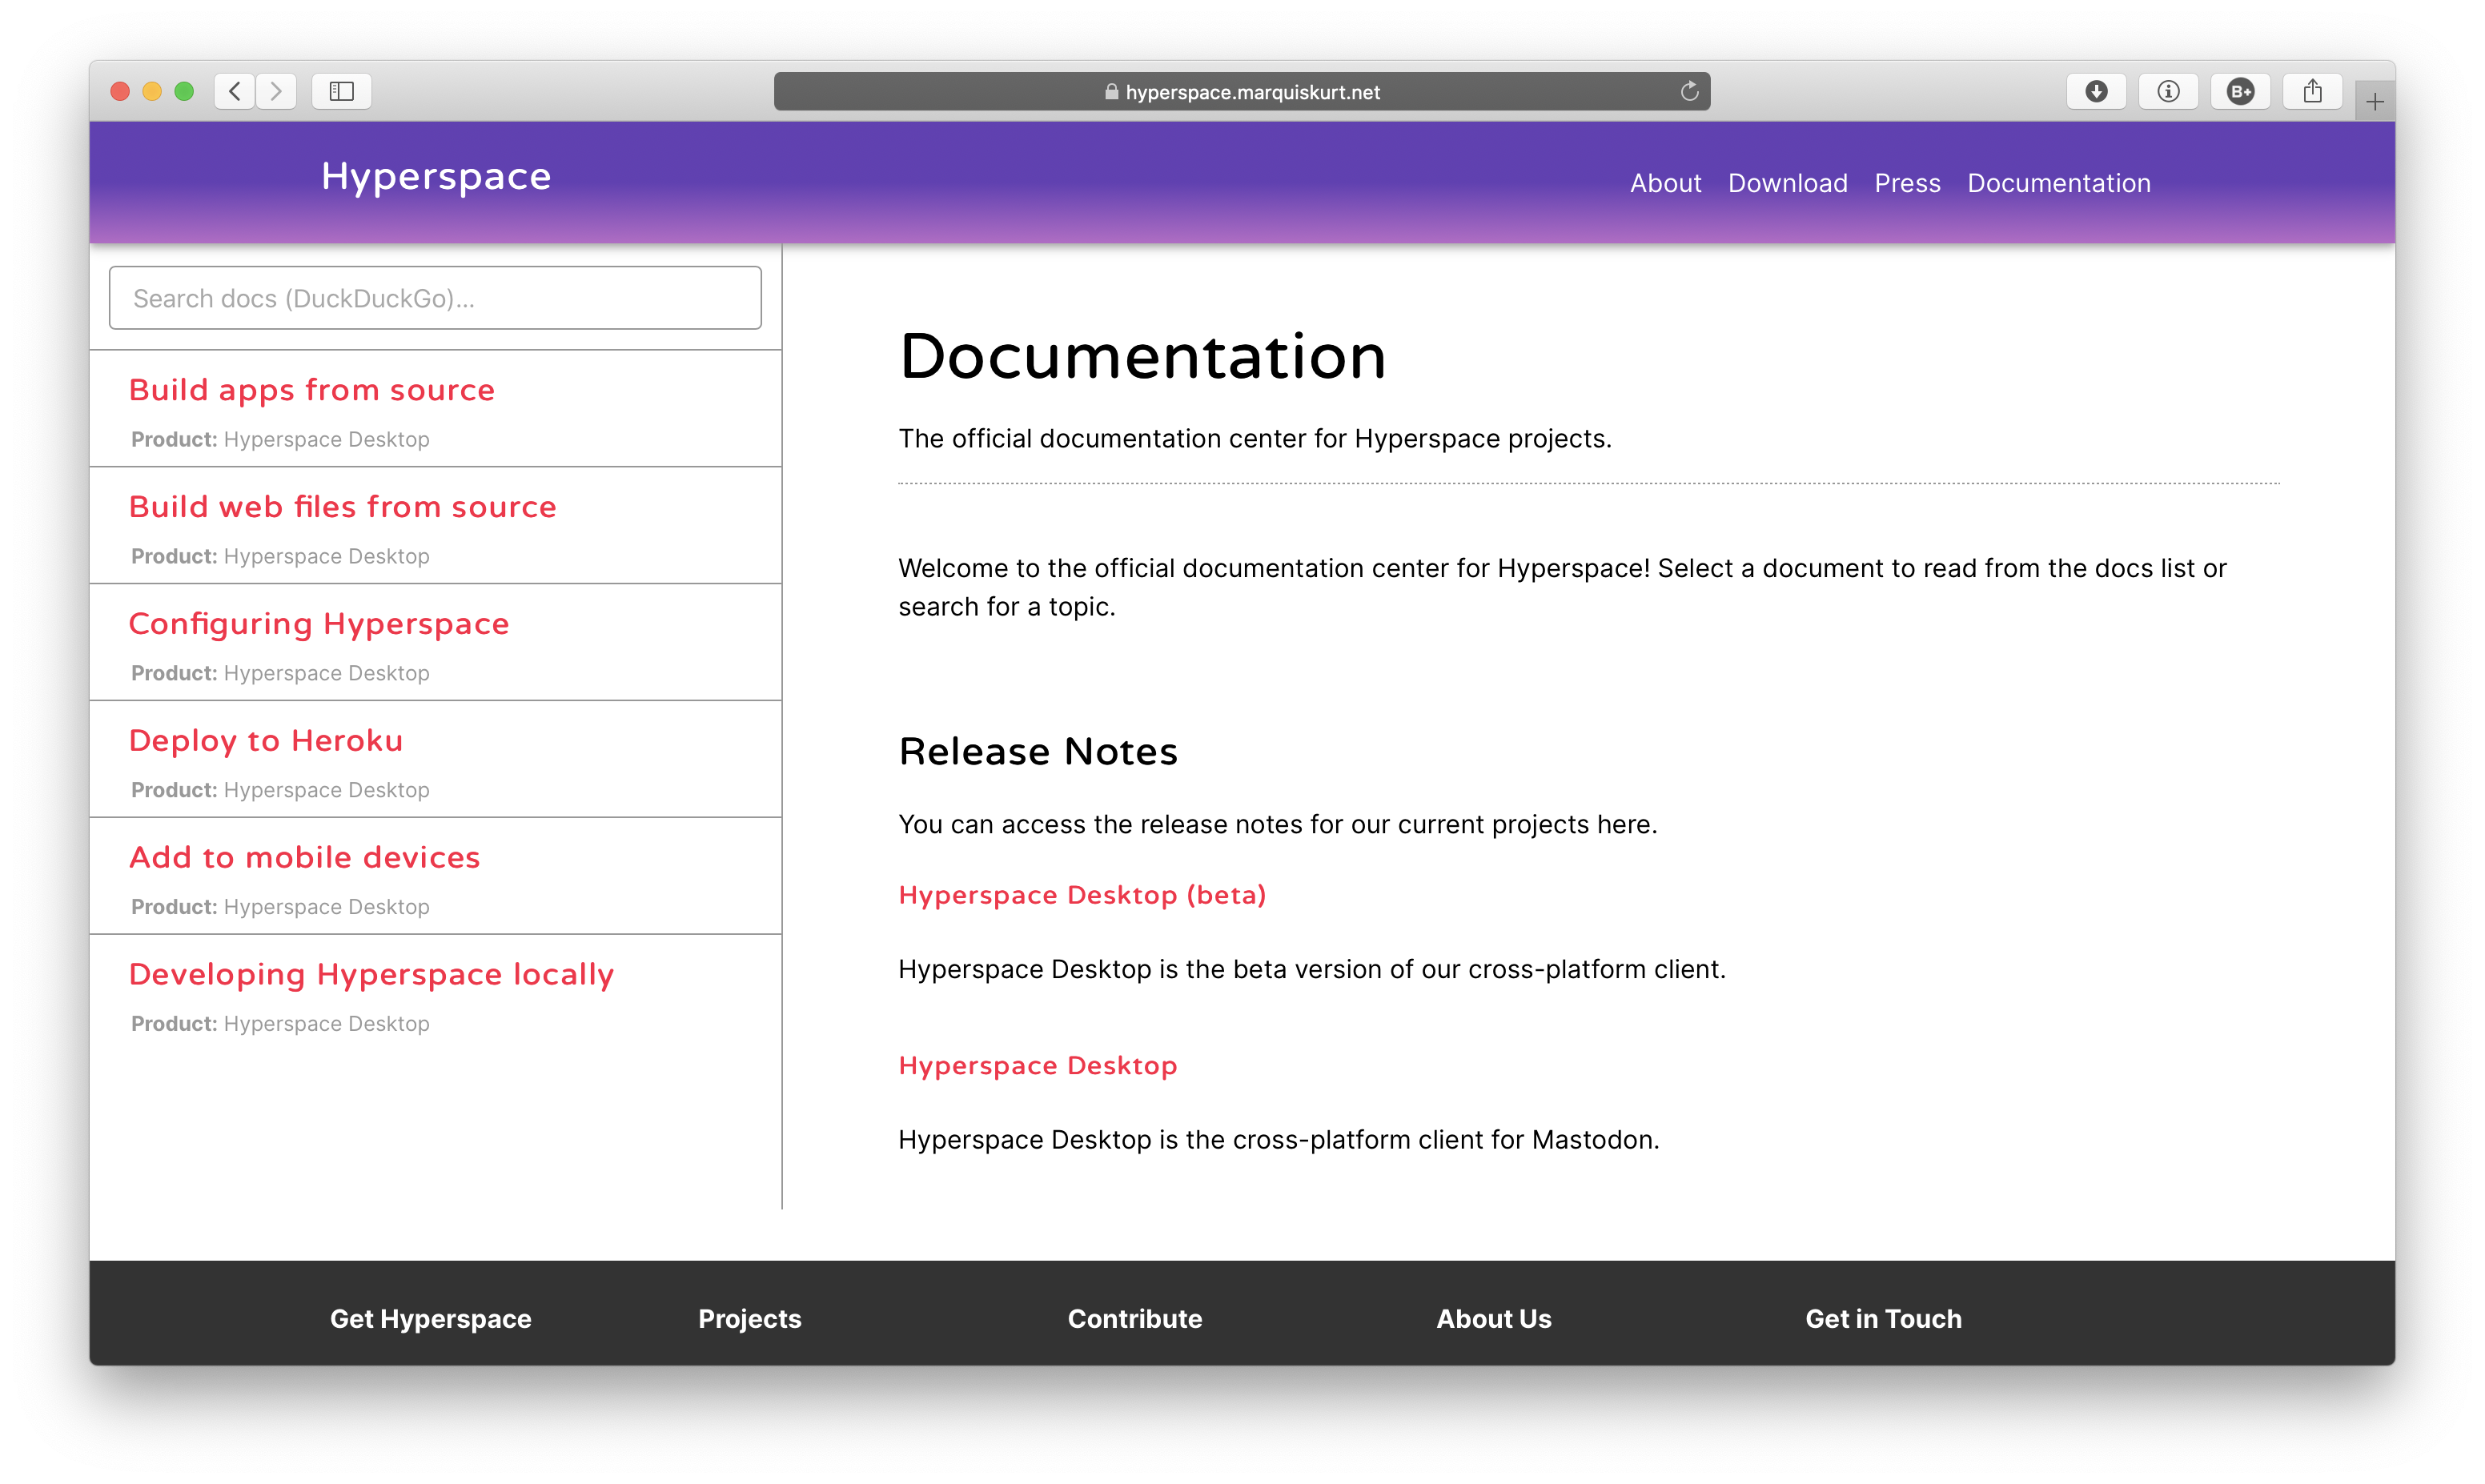 hyperspace.marquiskurt.net
B+
Hyperspace
About Download Press Documentation
Search docs (DuckDuckGo)...
Build apps from source
Product: Hyperspace Desktop
Build web files from source
Product: Hyperspace Desktop
Configuring Hyperspace
Product: Hyperspace Desktop
Deploy to Heroku
Product: Hyperspace Desktop
Add to mobile devices
Product: Hyperspace Desktop
Developing Hyperspace locally
Product: Hyperspace Desktop
Documentation
The official documentation center for Hyperspace projects.
Welcome to the official documentation center for Hyperspace! Select a document to read from the docs list or
search for a topic.
Release Notes
You can access the release notes for our current projects here.
Hyperspace Desktop (beta)
Hyperspace Desktop is the beta version of our cross-platform client.
Hyperspace Desktop
Hyperspace Desktop is the cross-platform client for Mastodon.
Get Hyperspace Projects Contribute About Us Get in Touch